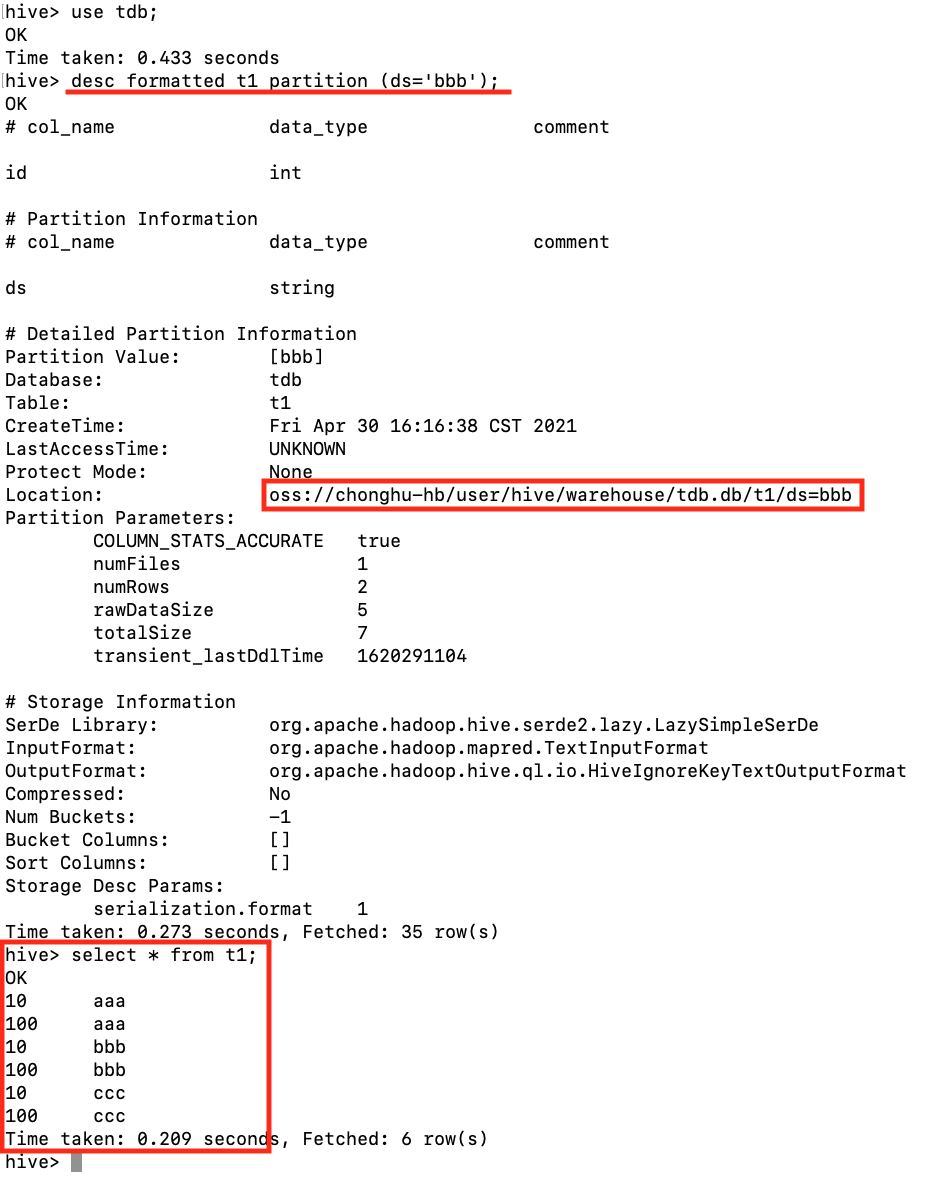 hive> use tdb;
OK
Time taken: 0.433 seconds
hive> desc formatted t1 partition (ds='bbb');
OK
# col_name data_type comment
id int
# Partition Information
# col_name data_type comment
ds string
# Detailed Partition Information
Partition Value: [bbb]
Database: tdb
Table: t1
CreateTime: Fri Apr 30 16:16:38 CST 2021
LastAccessTime: UNKNOWN
Protect Mode: None
Location: oss://chonghu-hb/user/hive/warehouse/tdb.db/t1/ds=bbb
Partition Parameters:
COLUMN_STATS_ACCURATE true
numFiles 1
numRows 2
rawDataSize 5
totalSize 7
transient_lastDdlTime 1620291104
# Storage Information
SerDe Library: org.apache.hadoop.hive.serde2.lazy.LazySimpleSerDe
InputFormat: org.apache.hadoop.mapred.TextInputFormat
OutputFormat: org.apache.hadoop.hive.ql.io.HiveIgnoreKeyTextOutputFormat
Compressed: No
Num Buckets: -1
Bucket Columns: []
Sort Columns: []
Storage Desc Params:
serialization.format 1
Time taken: 0.273 seconds, Fetched: 35 row(s)
hive> select * from t1;
OK
10 aaa
100 aaa
10 bbb
100 bbb
10 ccc
100 ccc
Time taken: 0.209 seconds, Fetched: 6 row(s)
hive>